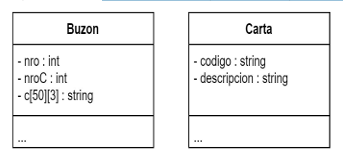 Buzon
- nro : int
- nroC : int
- c[50][3] : string
...
Carta
- codigo : string
- descripcion : string
...